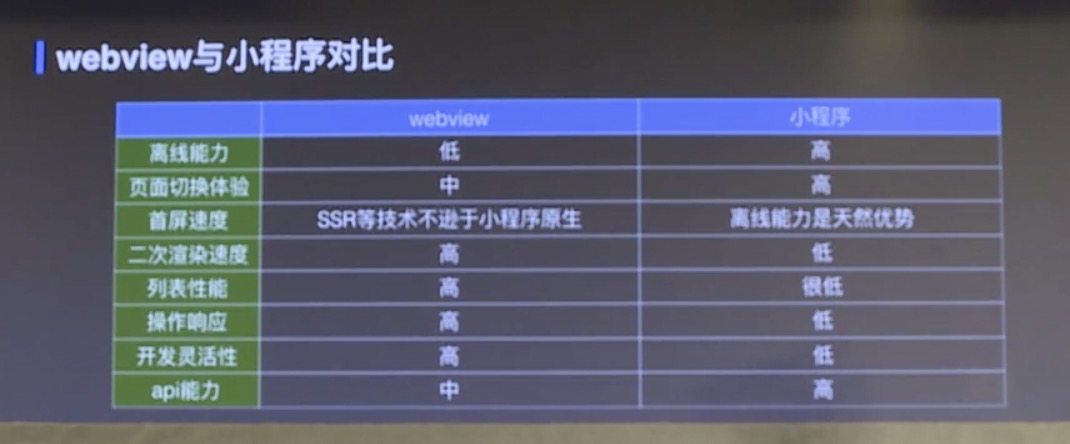 webview与小程序对比
webview 小程序
离线能力 低 高
页面切换体验 中 高
首屏速度 SSR等技术不逊于小程序原生 离线能力是天然优势
二次渲染速度 高 低
列表性能 高 很低
操作响应 高 低
开发灵活性 高 低
api能力 中 高